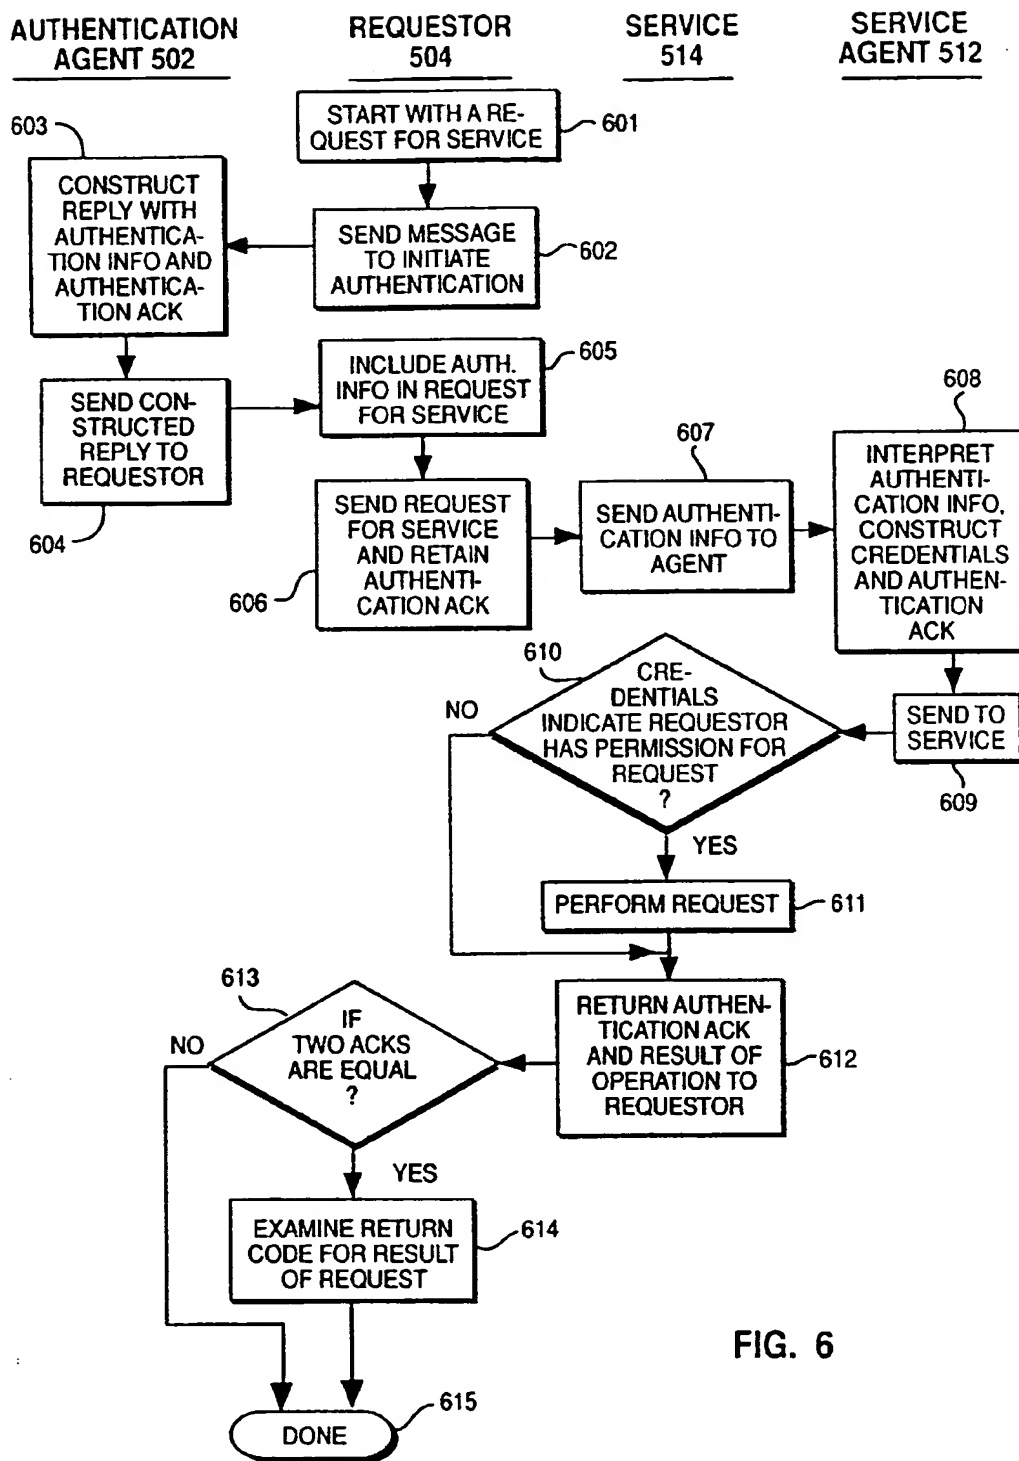 AUTHENTICATION
AGENT 502
REQUESTOR
504
SERVICE
514
SERVICE
AGENT 512
START WITH A RE-
QUEST FOR SERVICE
601
603
CONSTRUCT
REPLY WITH
AUTHENTICA-
TION INFO AND
AUTHENTICA-
TION ACK
SEND MESSAGE
TO INITIATE
AUTHENTICATION
602
SEND CON-
STRUCTED
REPLY TO
REQUESTOR
604
INCLUDE AUTH.
INFO IN REQUEST
FOR SERVICE
605
SEND REQUEST
FOR SERVICE
AND RETAIN
AUTHENTI-
CATION ACK
606
607
SEND AUTHENTI-
CATION INFO TO
AGENT
608
INTERPRET
AUTHENTI-
CATION INFO,
CONSTRUCT
CREDENTIALS
AND AUTHEN-
TICATION
ACK
SEND TO
SERVICE
609
610
CRE-
DENTIALS
INDICATE REQUESTOR
HAS PERMISSION FOR
REQUEST
?
NO
YES
PERFORM REQUEST
611
RETURN AUTHEN-
TICATION ACK
AND RESULT OF
OPERATION TO
REQUESTOR
612
613
IF
TWO ACKS
ARE EQUAL
?
NO
YES
EXAMINE RETURN
CODE FOR RESULT
OF REQUEST
614
DONE
615
FIG. 6